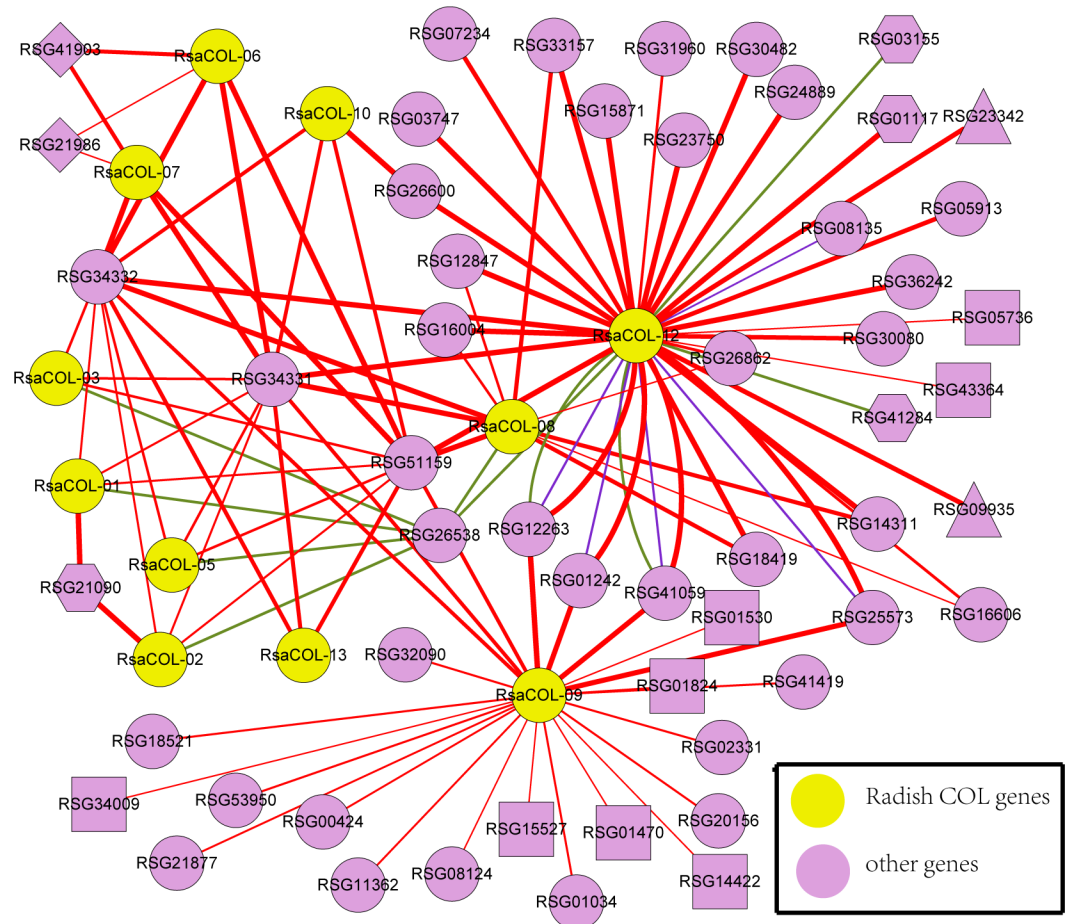 RSG07234
RSG33157
RSG31960
RSG30482
RSG03155
RSG41903
RsaCOL-06
RSG24889
RsaCOL-10
RSG03747
RSG15871
RSG01117
RSG23342
RSG23750
RSG21986
RsaCOL-07
RSG26600
RSG05913
RSG08135
RSG12847
RSG34332
RSG36242
RSG05736
RSG16004
RsaCOL-12
RSG30080
RSG26862
RsaCOL-03
RSG34331
RSG43364
RSG41284
RsaCOL-08
RSG51159
RsaCOL-01
RSG09935
RSG14311
RSG12263
RSG26538
RSG18419
RsaCOL-05
RSG01242
RSG21090
RSG41059
RSG01530
RSG25573
RSG16606
RsaCOL-02
RsaCOL-13
RSG32090
RsaCOL-09
RSG01824
RSG41419
RSG18521
RSG02331
RSG34009
RSG53950
RSG00424
RSG15527
RSG01470
RSG20156
RSG21877
RSG11362
RSG08124
RSG01034
RSG14422
Radish COL genes
other genes